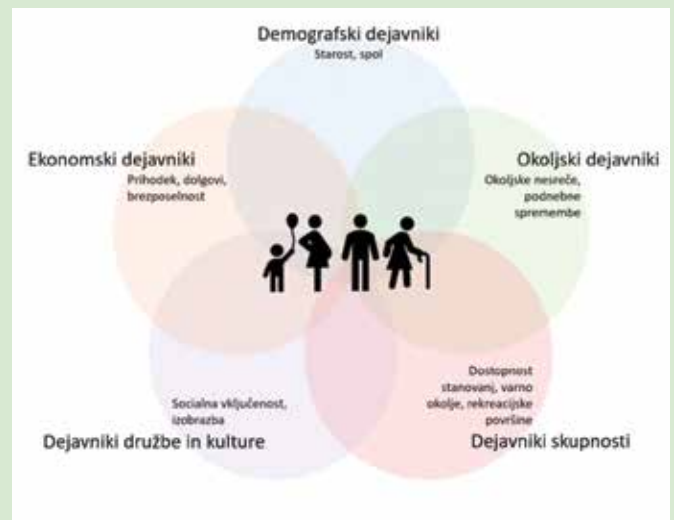 Demografski dejavniki
Starost, spol
Ekonomski dejavniki
Prihodek, dolgovi,
brezposelnost
Okoljski dejavniki
Okoljske nesreče,
podnebne
spremembe
Socialna vključenost,
izobrazba
Dejavniki družbe in kulture
Dostopnost
stanovanj, varno
okolje, rekreacijske
površine
Dejavniki skupnosti